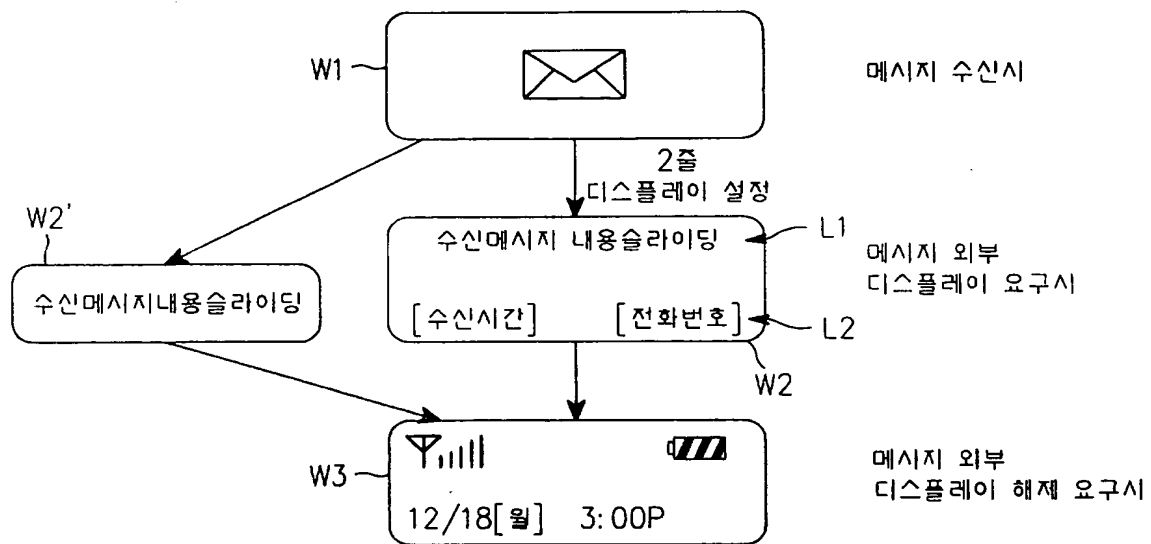 W1
메시지 수신시
2줄
디스플레이 설정
W2'
수신메시지내용슬라이딩
수신메시지 내용슬라이딩
L1
[수신시간] [전화번호]
L2
W2
메시지 외부
디스플레이 요구시
W3
12/18[월] 3:00P
메시지 외부
디스플레이 해제 요구시